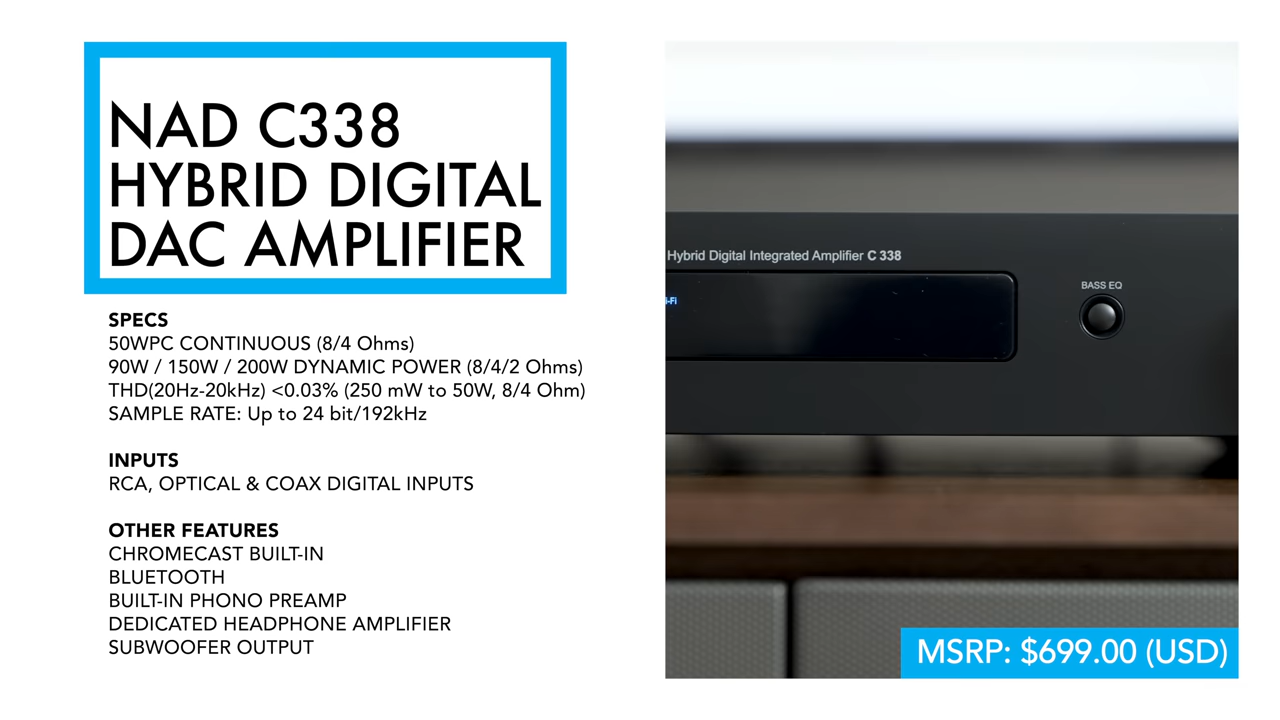 NAD C338
HYBRID DIGITAL
DAC AMPLIFIER
SPECS
50WPC CONTINUOUS (8/4 Ohms)
90W / 150W / 200W DYNAMIC POWER (8/4/2 Ohms)
THD(20Hz-20kHz) <0.03% (250 mW to 50W, 8/4 Ohm)
SAMPLE RATE: Up to 24 bit/192kHz
INPUTS
RCA, OPTICAL & COAX DIGITAL INPUTS
OTHER FEATURES
CHROMECAST BUILT-IN
BLUETOOTH
BUILT-IN PHONO PREAMP
DEDICATED HEADPHONE AMPLIFIER
SUBWOOFER OUTPUT
Hybrid Digital Integrated Amplifier C 338
i-Fi
BASS EQ
MSRP: $699.00 (USD)